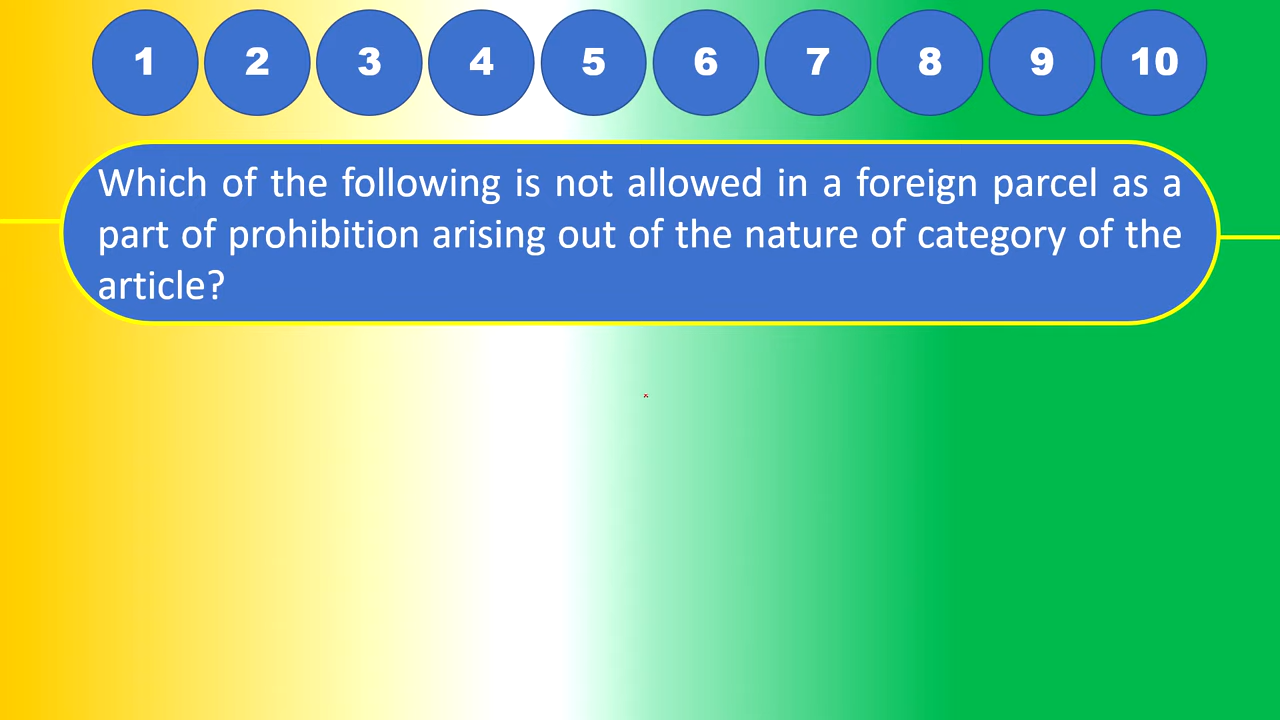 1 2 3 4 5 6 7 8 9 10
Which of the following is not allowed in a foreign parcel as a
part of prohibition arising out of the nature of category of the
article?